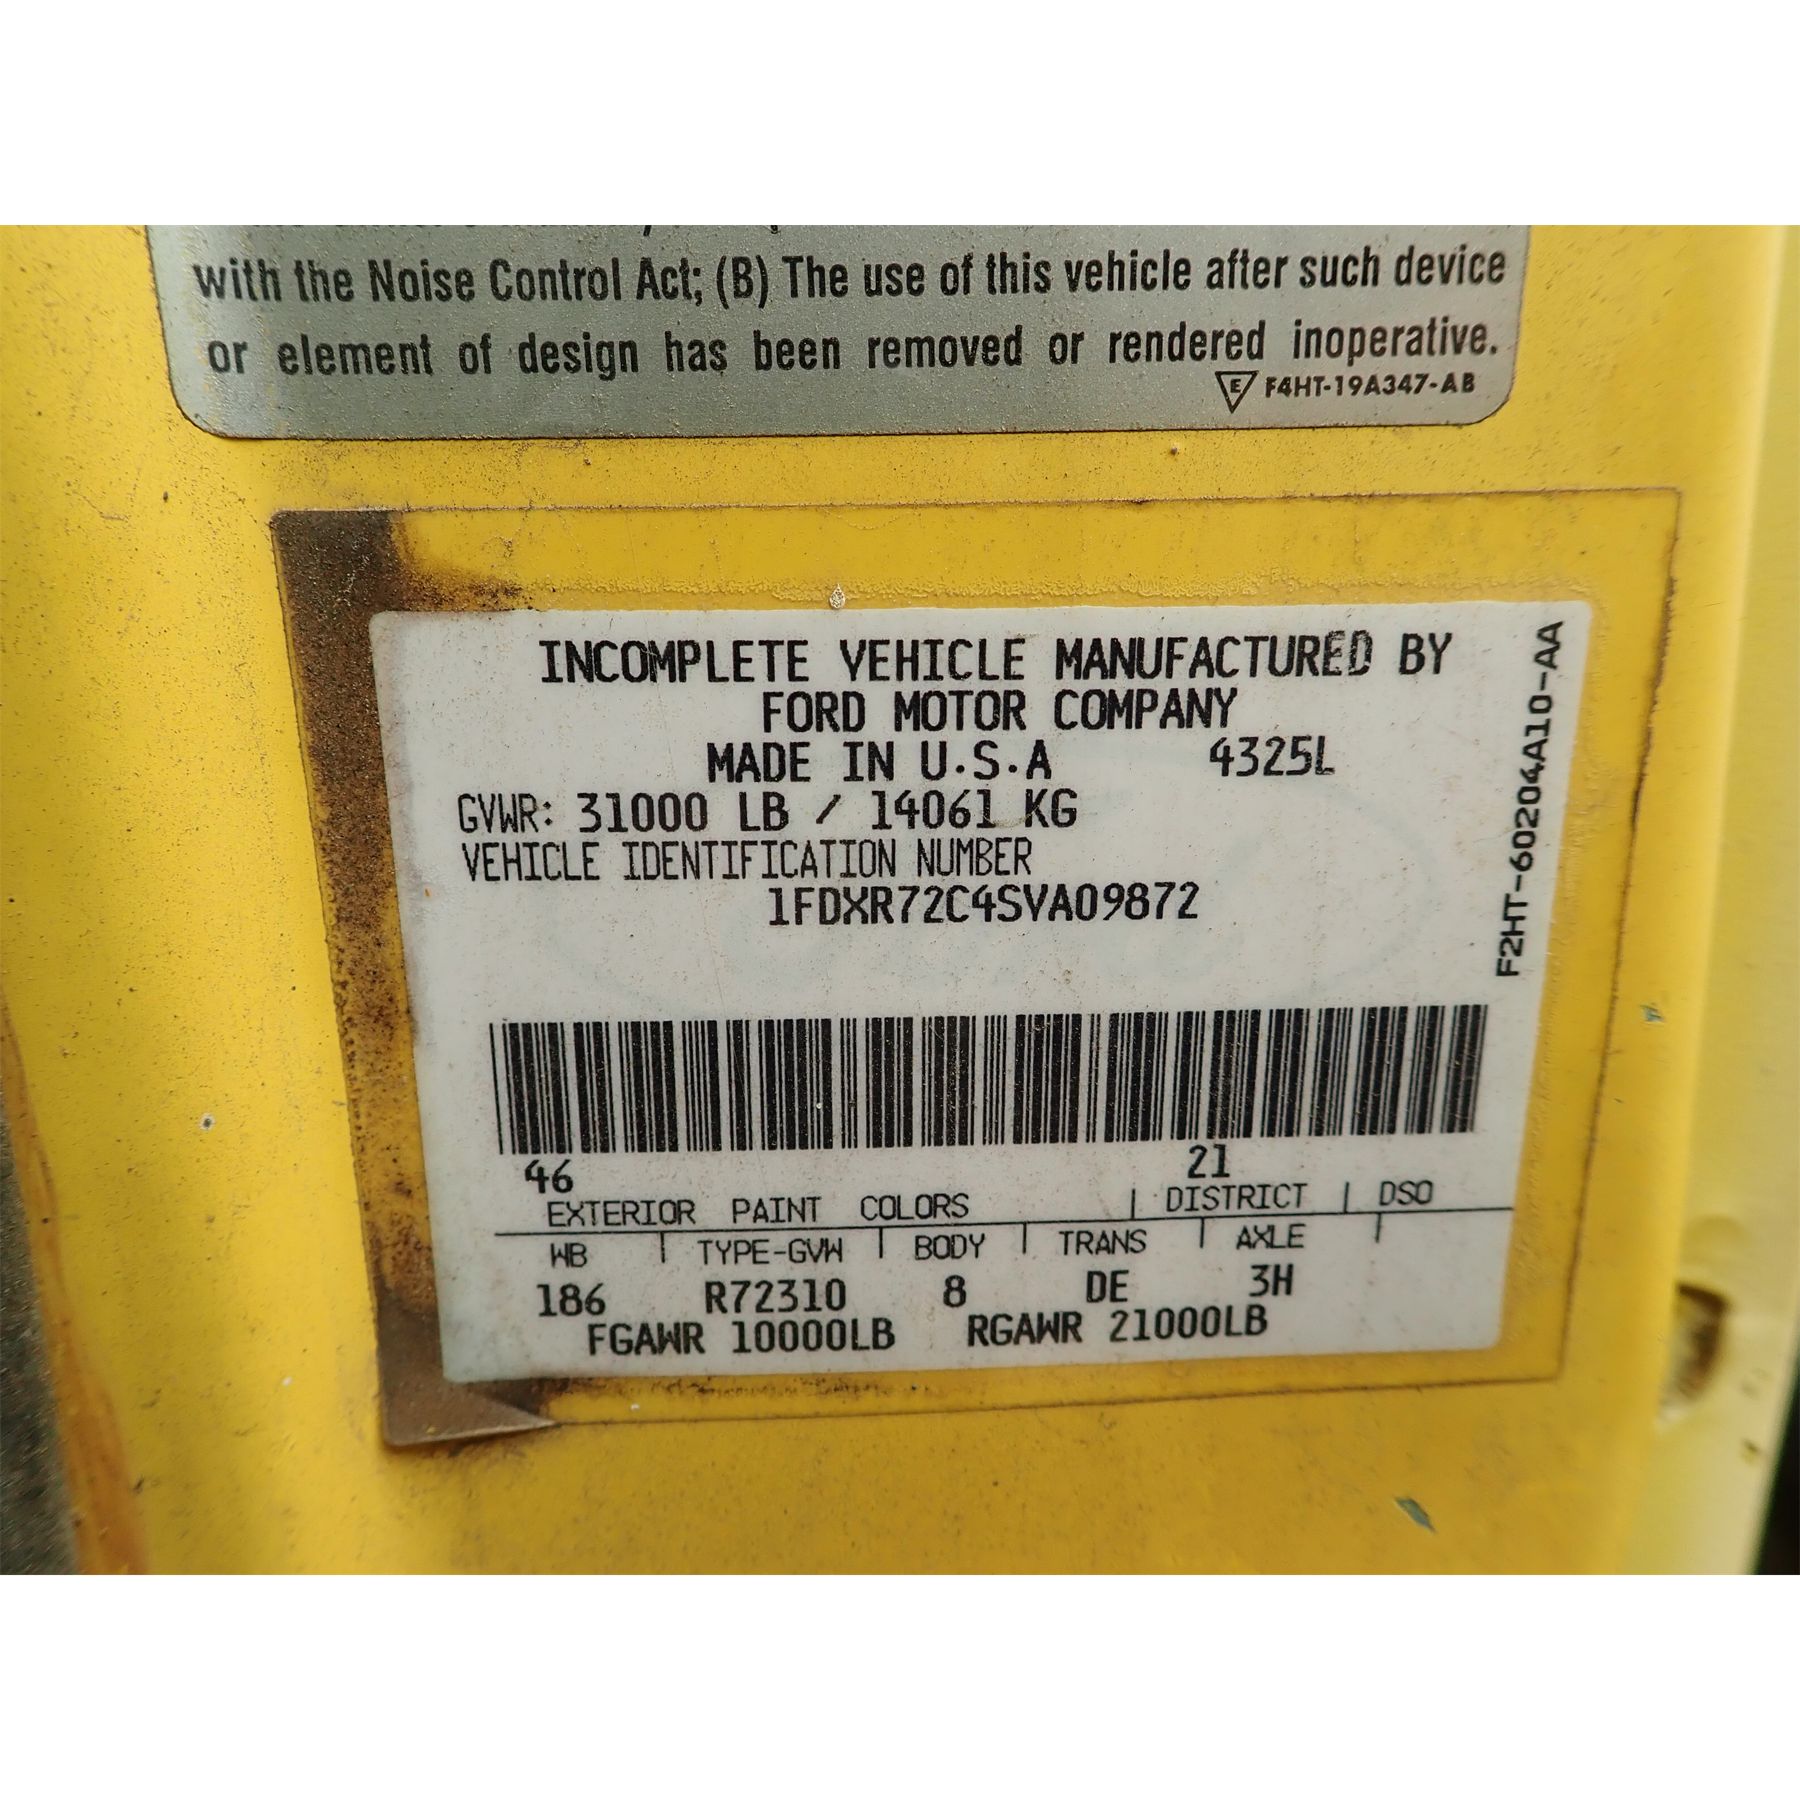 with the Noise Control Act; (B) The use of this vehicle after such device
or element of design has been removed or rendered inoperative.
E F4HT-19A347-AB
INCOMPLETE VEHICLE MANUFACTURED BY
FORD MOTOR COMPANY
MADE IN U.S.A 4325L
GVWR: 31000 LB / 14061 KG
VEHICLE IDENTIFICATION NUMBER
1FDXR72C4SVA09872
F2HT-60204A10-AA
46 21
EXTERIOR PAINT COLORS | DISTRICT | DSO
WB | TYPE-GVW | BODY | TRANS | AXLE |
186 R72310 8 DE 3H
FGAWR 10000LB RGAWR 21000LB